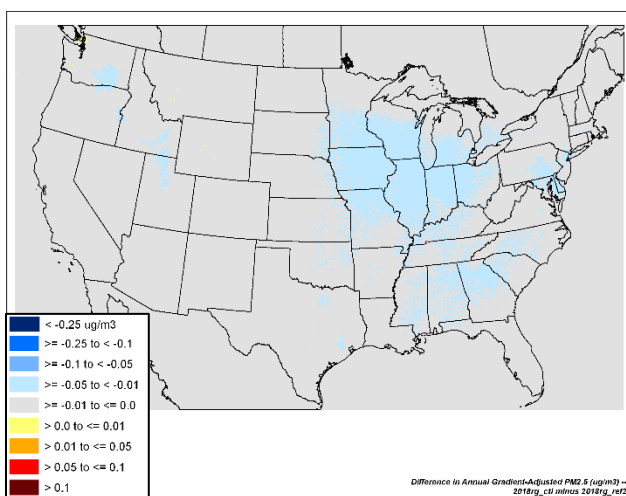 < -0.25 ug/m3
>= -0.25 to < -0.1
>= -0.1 to < -0.05
>= -0.05 to < -0.01
>= -0.01 to <= 0.0
> 0.0 to <= 0.01
> 0.01 to <= 0.05
> 0.05 to <= 0.1
> 0.1
Difference in Annual Gradient-Adjusted PM2.5 (ug/m3) --
2018rg_ctl minus 2018rg_ref2